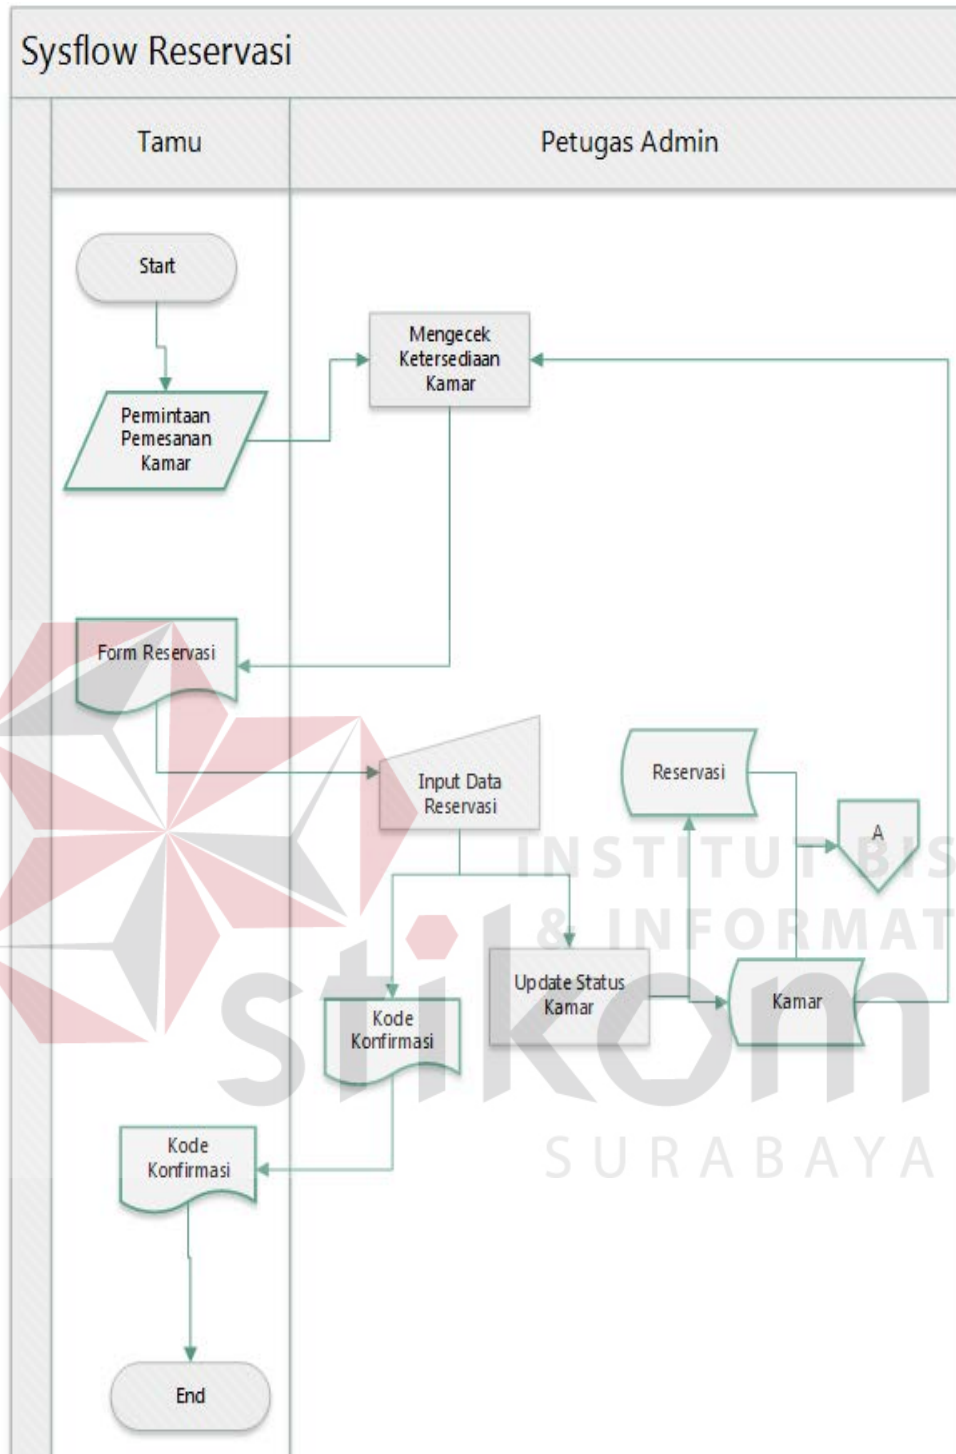 Sysflow Reservasi
Tamu
Petugas Admin
Start
Mengecek
Ketersediaan
Kamar
Permintaan
Pemesanan
Kamar
Form Reservasi
Input Data
Reservasi
Reservasi
A
INSTITUT BIS
& INFORMAT
stikom
SURABAYA
Update Status
Kamar
Kamar
Kode
Konfirmasi
Kode
Konfirmasi
End